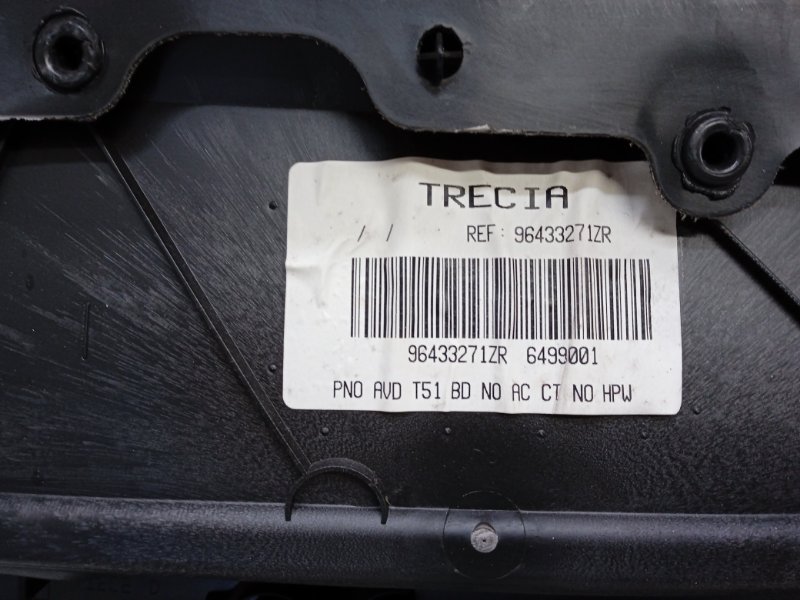 TRECIA
/ / REF: 96433271ZR
96433271ZR 6499001
PNO AVD T51 BD NO AC CT NO HPW